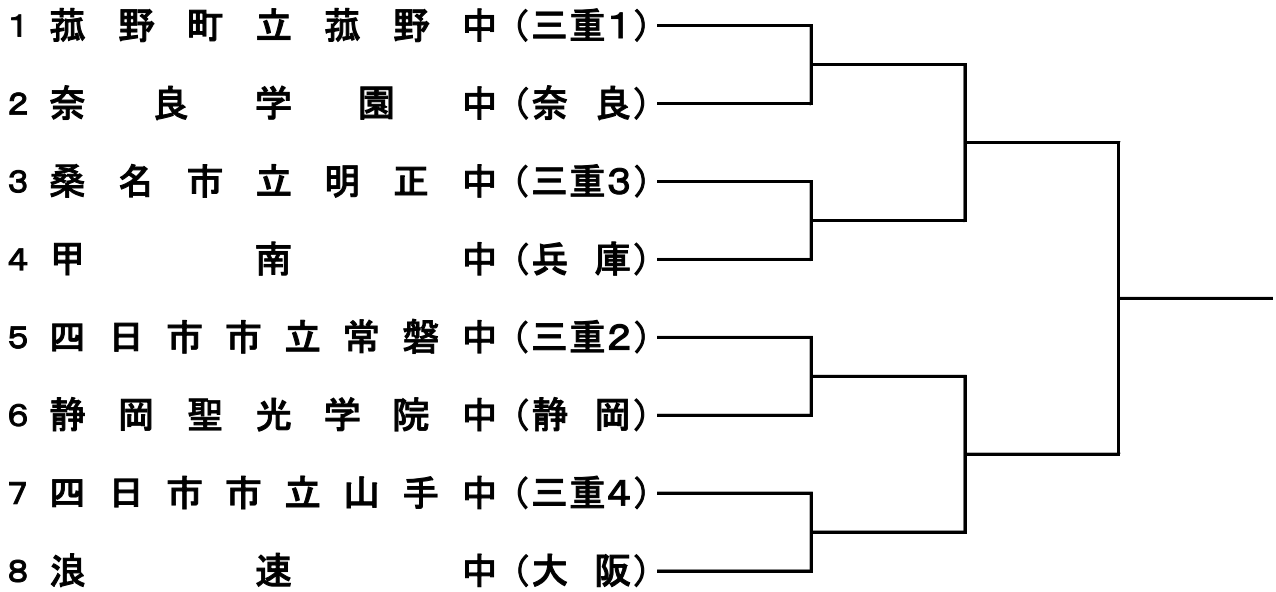 1 菰野町立菰野中(三重1)
2 奈良学園中(奈良)
3 桑名市立明正中(三重3)
4 甲南中(兵庫)
5 四日市市立常磐中(三重2)
6 静岡聖光学院中(静岡)
7 四日市市立山手中(三重4)
8 浪速中(大阪)